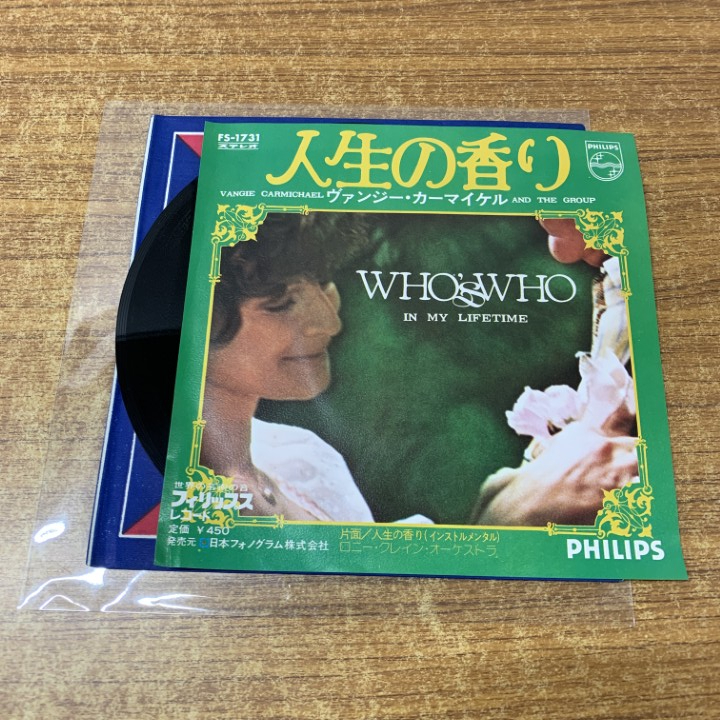 FS-1731
ステレオ
人生の香り
PHILIPS
VANGIE CARMICHAEL ヴァンジー・カーマイケル AND THE GROUP
WHO'S WHO
IN MY LIFETIME
フィリップス
レコード
定価 ¥450
発売元 日本フォノグラム株式会社
片面/人生の香り(インストルメンタル)
ロニー・クレイン・オーケストラ
PHILIPS